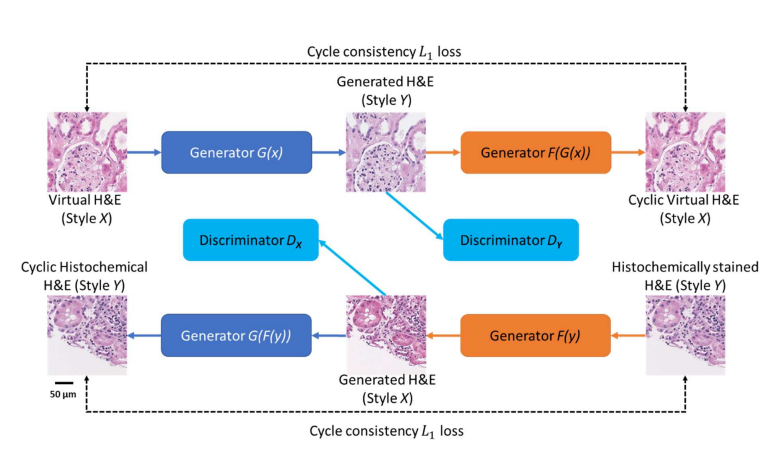 Cycle consistency L₁ loss
Generated H&E
(Style Y)
Generator G(x)
Generator F(G(x))
Virtual H&E
(Style X)
Cyclic Virtual H&E
(Style X)
Discriminator Dₓ
Discriminator Dᵧ
Cyclic Histochemical
H&E (Style Y)
Histochemically stained
H&E (Style Y)
Generator G(F(y))
Generator F(y)
Generated H&E
(Style X)
50 μm
Cycle consistency L₁ loss